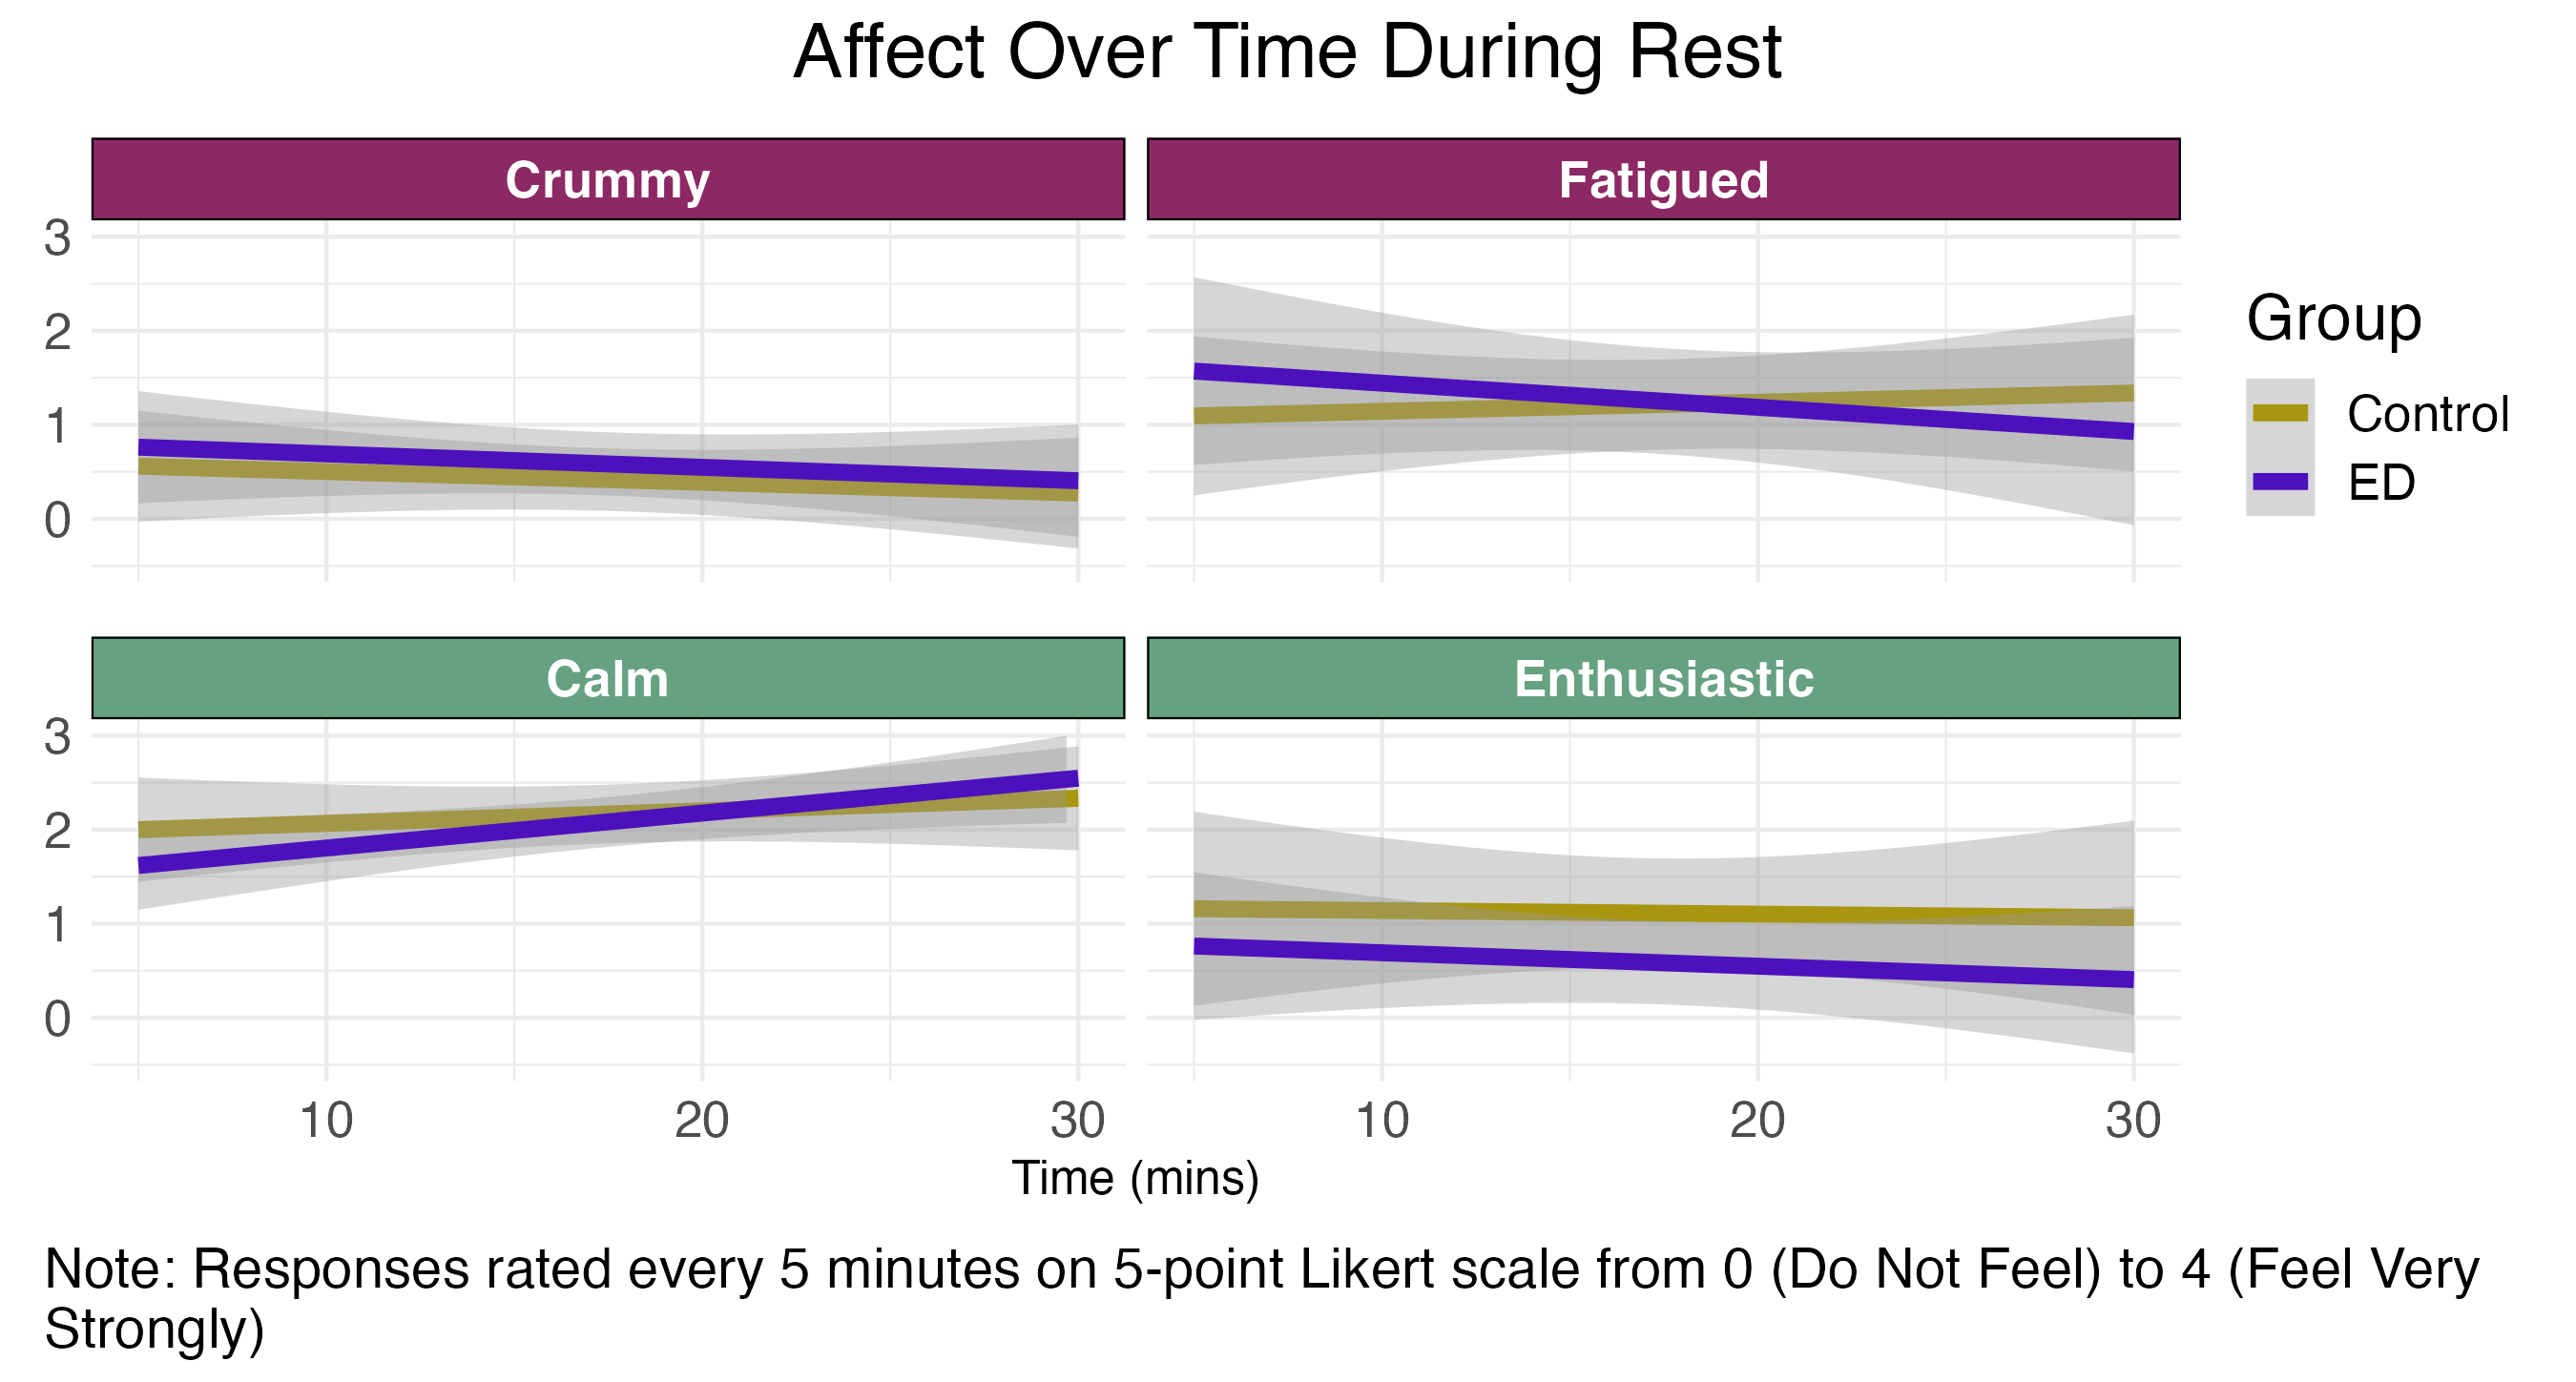 Affect Over Time During Rest
Crummy
Fatigued
3
2
1
0
Group
Control
ED
Calm
Enthusiastic
3
2
1
0
10 20 30 10 20 30
Time (mins)
Note: Responses rated every 5 minutes on 5-point Likert scale from 0 (Do Not Feel) to 4 (Feel Very
Strongly)